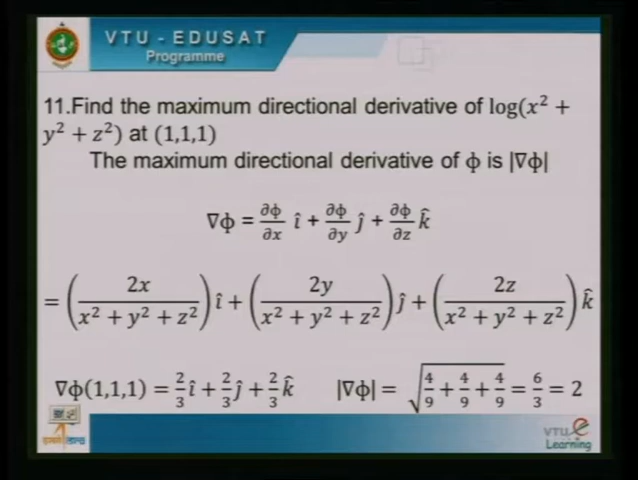 VTU - EDUSAT
Programme
11.Find the maximum directional derivative of log(x² +
y² + z²) at (1,1,1)
The maximum directional derivative of ϕ is |∇ϕ|
∇ϕ = ∂ϕ/∂x î + ∂ϕ/∂y ĵ + ∂ϕ/∂z k̂
= (2x/(x² + y² + z²)) î + (2y/(x² + y² + z²)) ĵ + (2z/(x² + y² + z²)) k̂
∇ϕ(1,1,1) = 2/3 î + 2/3 ĵ + 2/3 k̂ |∇ϕ| = √(4/9 + 4/9 + 4/9) = 6/3 = 2
VTU e
Learning